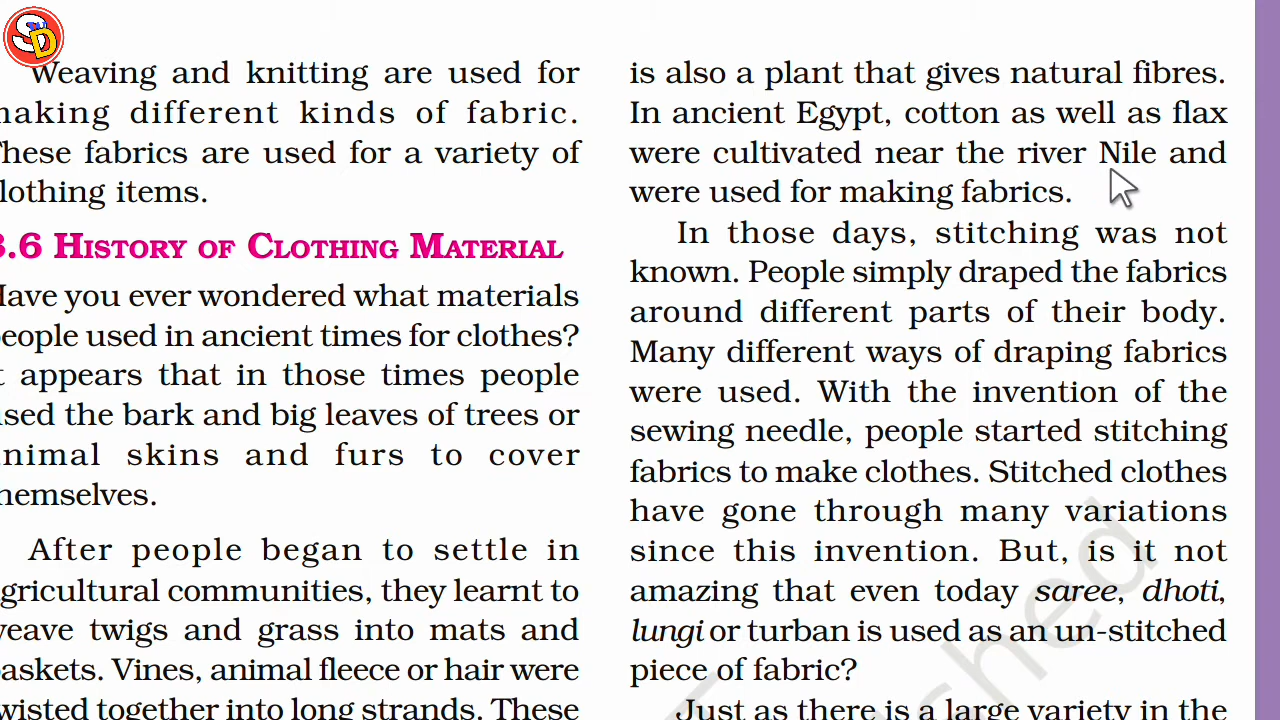 SD
Weaving and knitting are used for
making different kinds of fabric.
These fabrics are used for a variety of
clothing items.
3.6 HISTORY OF CLOTHING MATERIAL
Have you ever wondered what materials
people used in ancient times for clothes?
It appears that in those times people
used the bark and big leaves of trees or
animal skins and furs to cover
themselves.
After people began to settle in
agricultural communities, they learnt to
weave twigs and grass into mats and
baskets. Vines, animal fleece or hair were
twisted together into long strands. These
is also a plant that gives natural fibres.
In ancient Egypt, cotton as well as flax
were cultivated near the river Nile and
were used for making fabrics.
In those days, stitching was not
known. People simply draped the fabrics
around different parts of their body.
Many different ways of draping fabrics
were used. With the invention of the
sewing needle, people started stitching
fabrics to make clothes. Stitched clothes
have gone through many variations
since this invention. But, is it not
amazing that even today saree, dhoti,
lungi or turban is used as an un-stitched
piece of fabric?
Just as there is a large variety in the